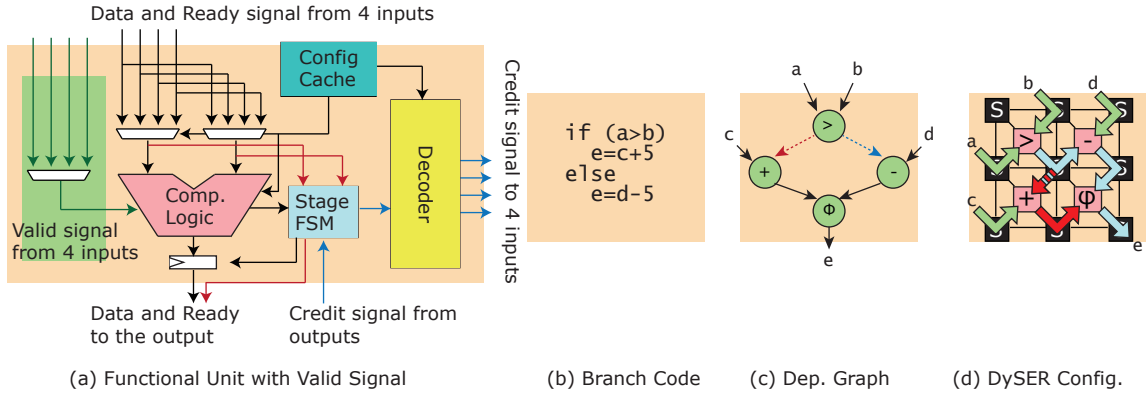 Data and Ready signal from 4 inputs
Config
Cache
Decoder
Credit signal to 4 inputs
Comp.
Logic
Stage
FSM
Valid signal
from 4 inputs
Data and Ready
to the output
Credit signal from
outputs
(a) Functional Unit with Valid Signal
if (a>b)
e=c+5
else
e=d-5
(b) Branch Code
a
b
>
c
d
+
-
Φ
e
(c) Dep. Graph
b
d
S
S
S
>
-
a
S
S
S
+
φ
c
S
S
S
e
(d) DySER Config.